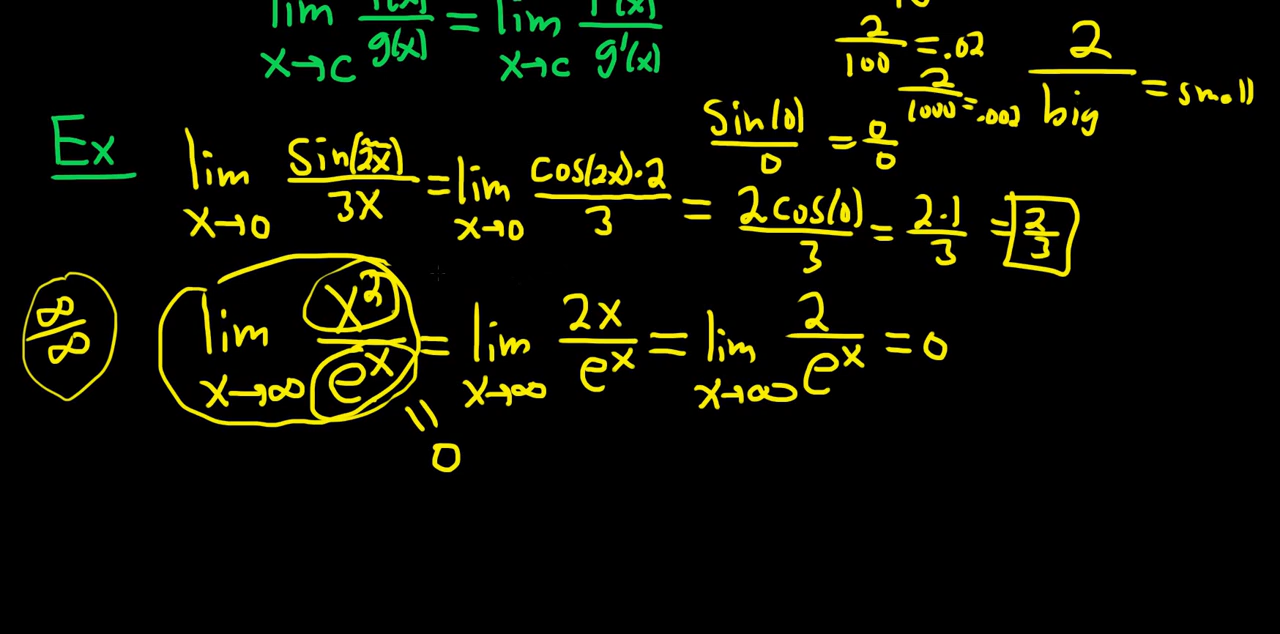 lim x→c f(x)/g(x) = lim x→c f'(x)/g'(x)
2/100 = .02
2/1000 = .002
2/big = small
Ex
sin(0)/0 = 0/0
lim x→0 sin(2x)/3x = lim x→0 cos(2x)·2/3 = 2cos(0)/3 = 2·1/3 = 2/3
∞/∞ lim x→∞ x²/eˣ = lim x→∞ 2x/eˣ = lim x→∞ 2/eˣ = 0
= 0